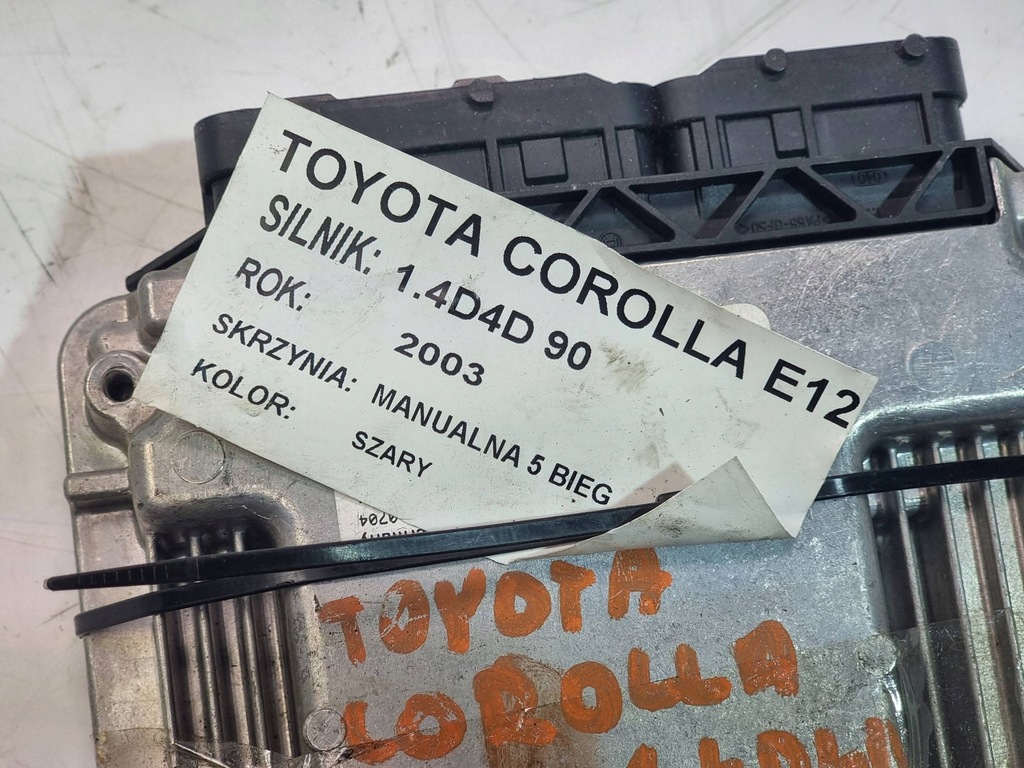 TOYOTA COROLLA E12
SILNIK: 1.4D4D 90
ROK: 2003
SKRZYNIA: MANUALNA 5 BIEG
KOLOR: SZARY
TOYOTA
COROLLA